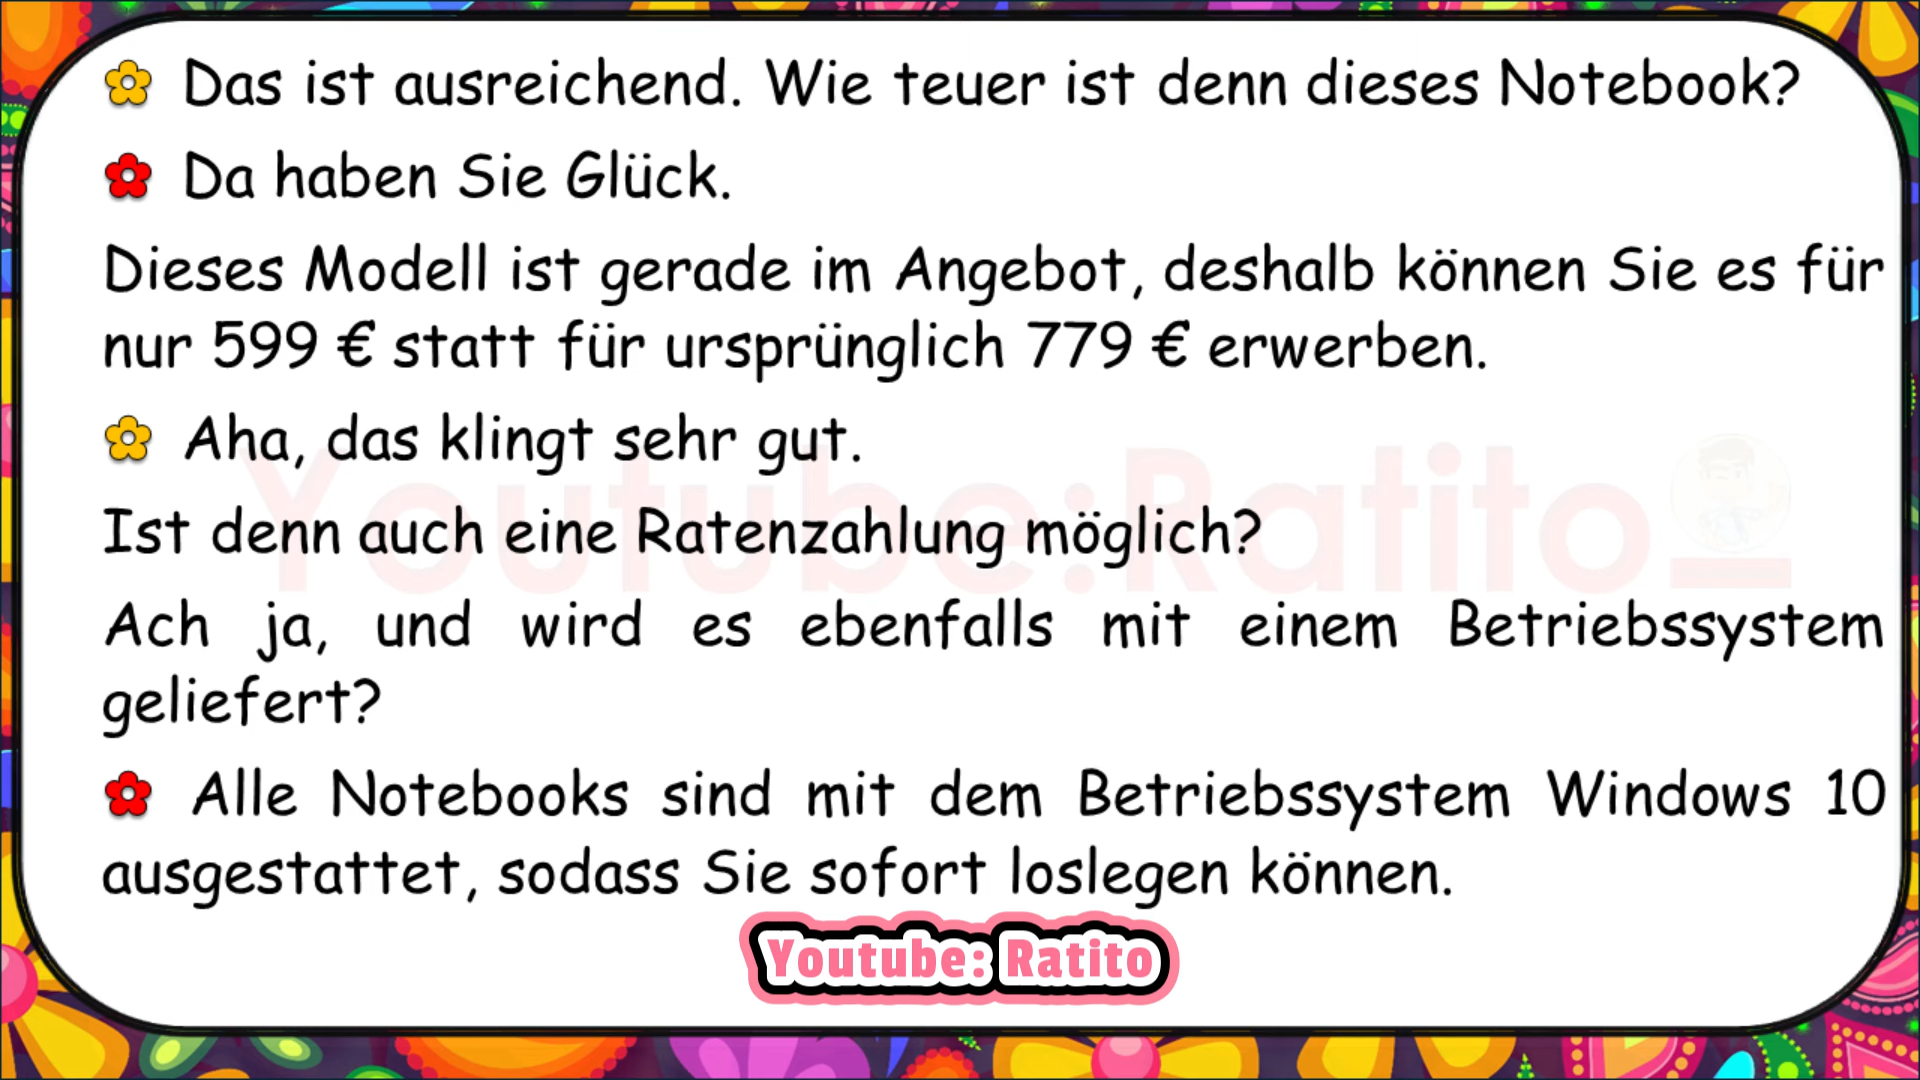 Das ist ausreichend. Wie teuer ist denn dieses Notebook?
Da haben Sie Glück.
Dieses Modell ist gerade im Angebot, deshalb können Sie es für
nur 599 € statt für ursprünglich 779 € erwerben.
Aha, das klingt sehr gut.
Youtube:Ratito
Ist denn auch eine Ratenzahlung möglich?
Ach ja, und wird es ebenfalls mit einem Betriebssystem
geliefert?
Alle Notebooks sind mit dem Betriebssystem Windows 10
ausgestattet, sodass Sie sofort loslegen können.
Youtube: Ratito